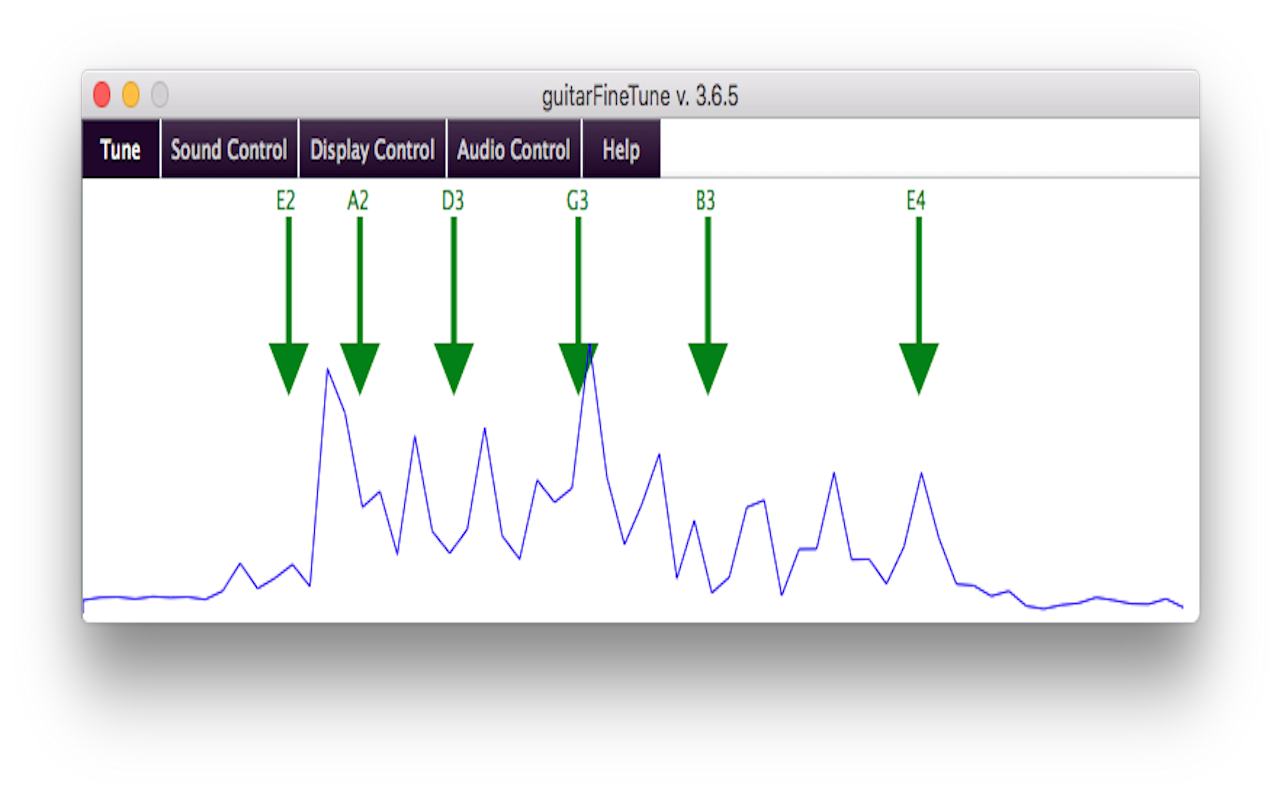 guitarFineTune v. 3.6.5
Tune Sound Control Display Control Audio Control Help
E2 A2 D3 G3 B3 E4